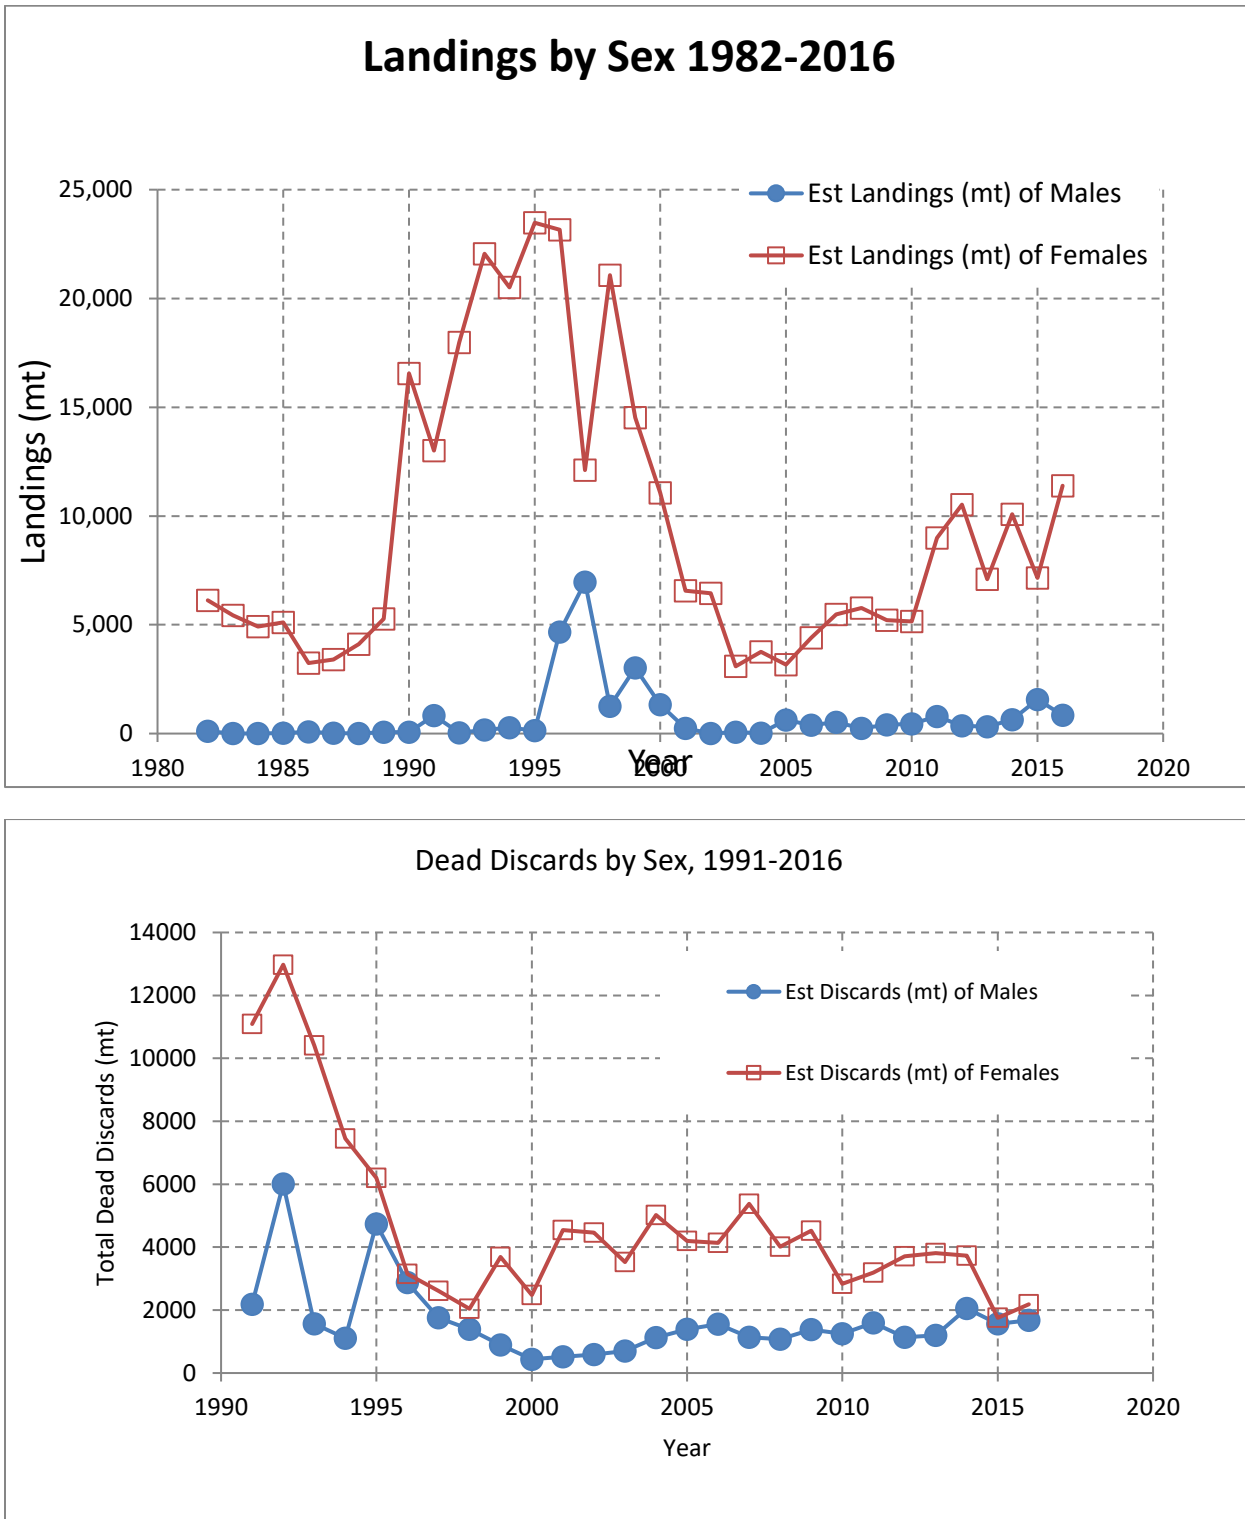 Landings by Sex 1982-2016
25,000
20,000
15,000
10,000
5,000
0
Landings (mt)
Est Landings (mt) of Males
Est Landings (mt) of Females
1980 1985 1990 1995 2000 2005 2010 2015 2020
Year
Dead Discards by Sex, 1991-2016
14000
12000
10000
8000
6000
4000
2000
0
Total Dead Discards (mt)
Est Discards (mt) of Males
Est Discards (mt) of Females
1990 1995 2000 2005 2010 2015 2020
Year